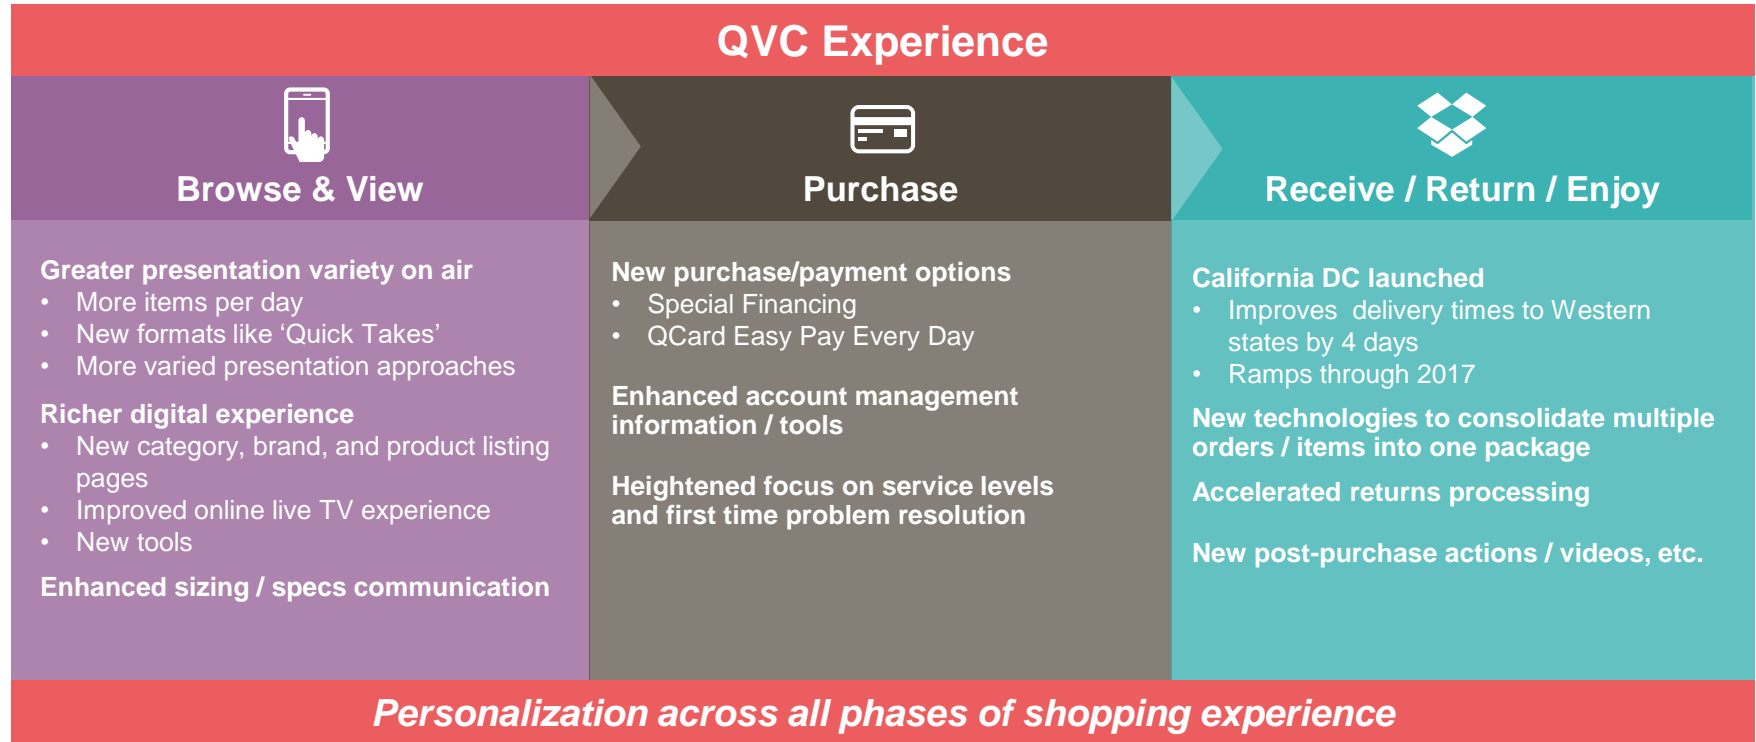 QVC Experience
Browse & View
Greater presentation variety on air
• More items per day
• New formats like ‘Quick Takes’
• More varied presentation approaches
Richer digital experience
• New category, brand, and product listing
pages
• Improved online live TV experience
• New tools
Enhanced sizing / specs communication
Purchase
New purchase/payment options
• Special Financing
• QCard Easy Pay Every Day
Enhanced account management
information / tools
Heightened focus on service levels
and first time problem resolution
Receive / Return / Enjoy
California DC launched
• Improves  delivery times to Western
states by 4 days
• Ramps through 2017
New technologies to consolidate multiple
orders / items into one package
Accelerated returns processing
New post-purchase actions / videos, etc.
Personalization across all phases of shopping experience